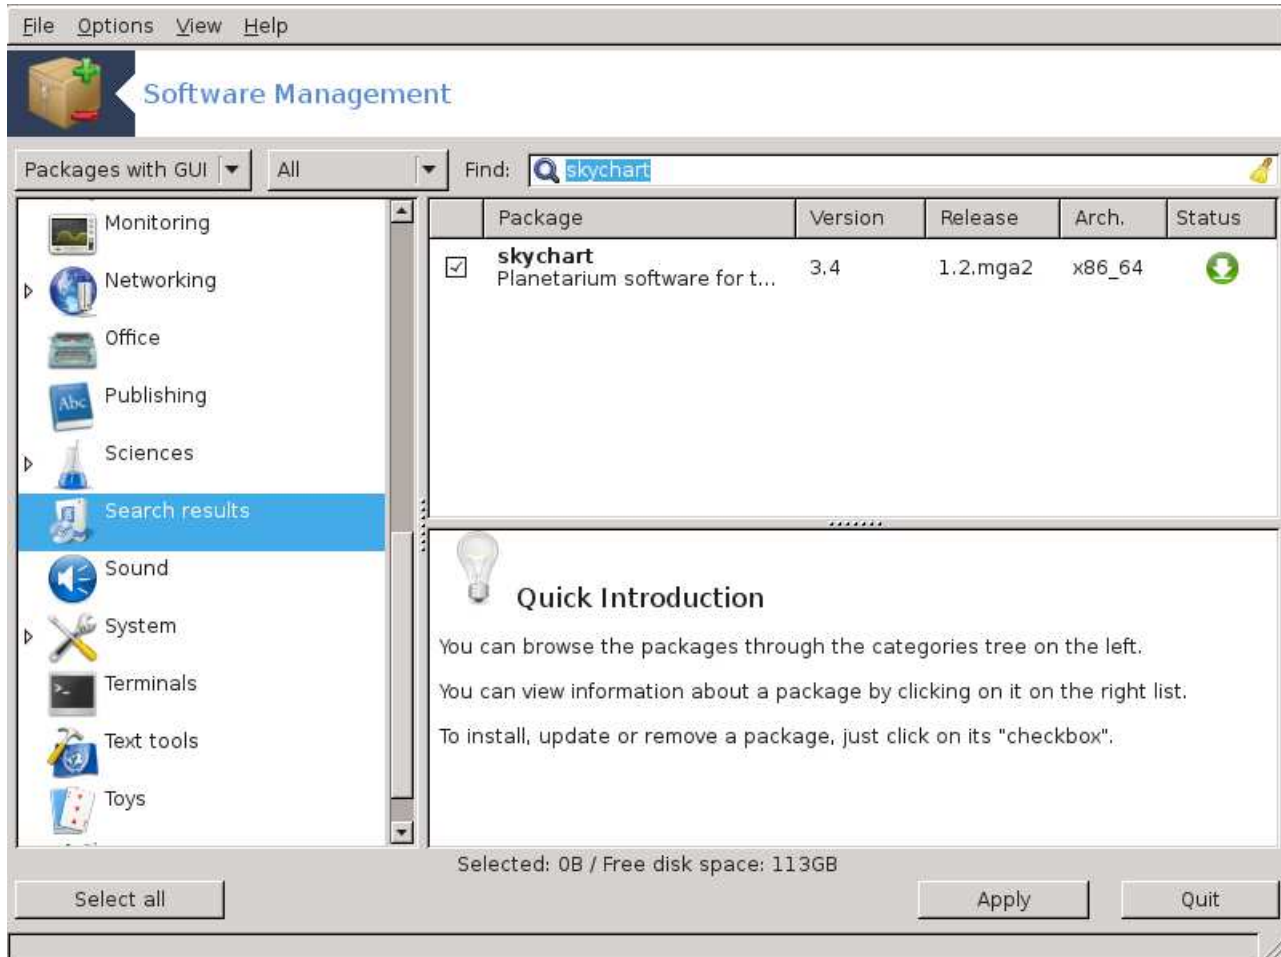 File Options View Help
Software Management
Packages with GUI All Find: skychart
Package Version Release Arch. Status
skychart
Planetarium software for t... 3.4 1.2.mga2 x86_64
Monitoring
Networking
Office
Abc
Publishing
Sciences
Search results
Sound
System
Terminals
Text tools
Toys
Quick Introduction
You can browse the packages through the categories tree on the left.
You can view information about a package by clicking on it on the right list.
To install, update or remove a package, just click on its "checkbox".
Selected: 0B / Free disk space: 113GB
Select all Apply Quit